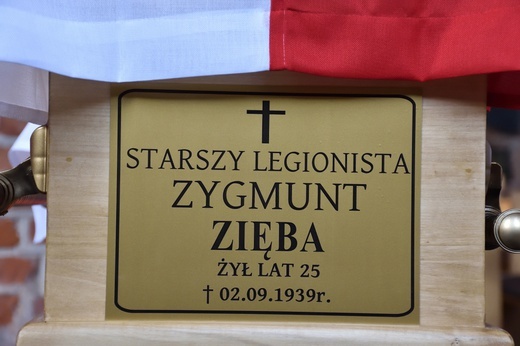 STARSZY LEGIONISTA
ZYGMUNT
ZIĘBA
ŻYŁ LAT 25
† 02.09.1939r.